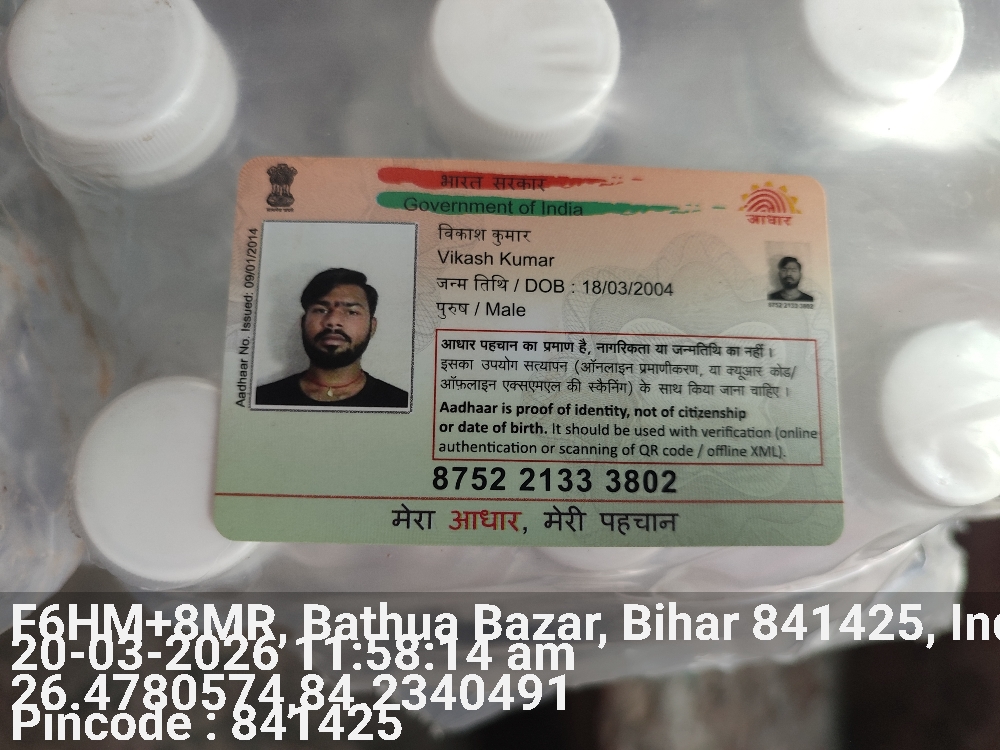 भारत सरकार
Government of India
आधार
Aadhaar No. Issued: 09/01/2014
विकाश कुमार
Vikash Kumar
जन्म तिथि / DOB : 18/03/2004
पुरुष / Male
8752 2133 3802
आधार पहचान का प्रमाण है, नागरिकता या जन्मतिथि का नहीं ।
इसका उपयोग सत्यापन (ऑनलाइन प्रमाणीकरण, या क्यूआर कोड/
ऑफ़लाइन एक्सएमएल की स्कैनिंग) के साथ किया जाना चाहिए ।
Aadhaar is proof of identity, not of citizenship
or date of birth. It should be used with verification (online
authentication or scanning of QR code / offline XML).
8752 2133 3802
मेरा आधार, मेरी पहचान
F6HM+8MR, Bathua Bazar, Bihar 841425,
20-03-2026 11:58:14 am
26.4780574,84.2340491
Pincode : 841425